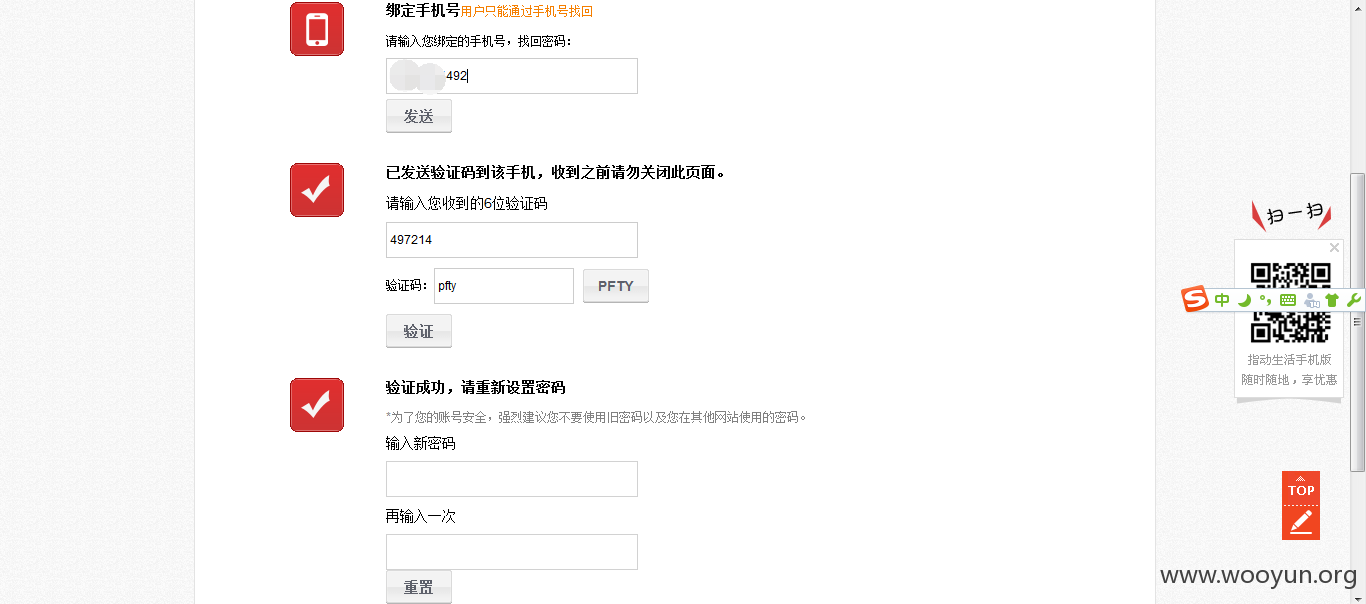 绑定手机号用户只能通过手机号找回
请输入您绑定的手机号，找回密码：
492
发送
已发送验证码到该手机，收到之前请勿关闭此页面。
请输入您收到的6位验证码
497214
验证码： pfty PFTY
验证
验证成功，请重新设置密码
*为了您的账号安全，强烈建议您不要使用旧密码以及您在其他网站使用的密码。
输入新密码
再输入一次
重置
扫一扫
中
指动生活手机版
随时随地，享优惠
TOP
www.wooyun.org